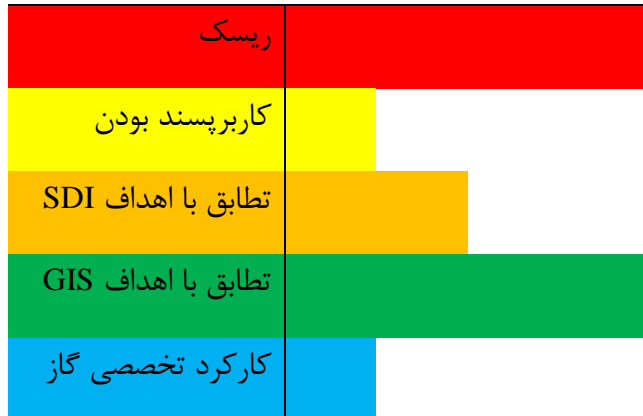 ریسک
کاربرپسند بودن
تطابق با اهداف SDI
تطابق با اهداف GIS
کارکرد تخصصی گاز